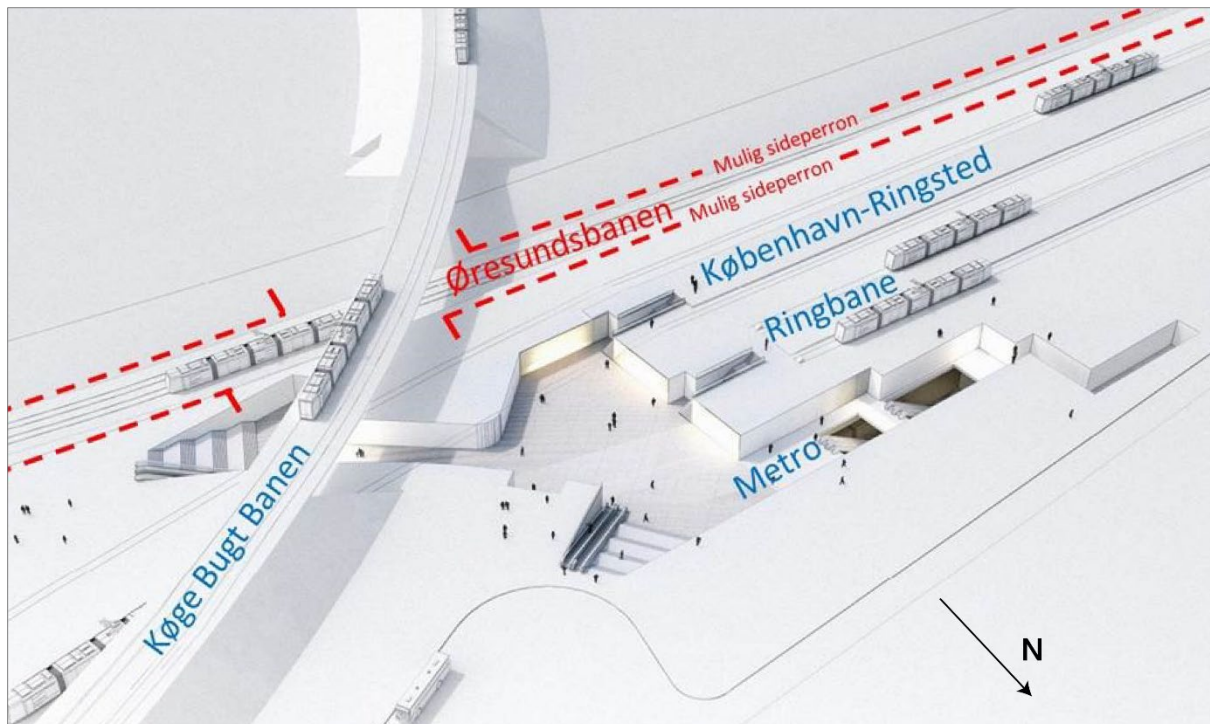 Mulig sideperron
Mulig sideperron
Øresundsbanen
København-Ringsted
Ringbane
Metro
Køge Bugt Banen
N